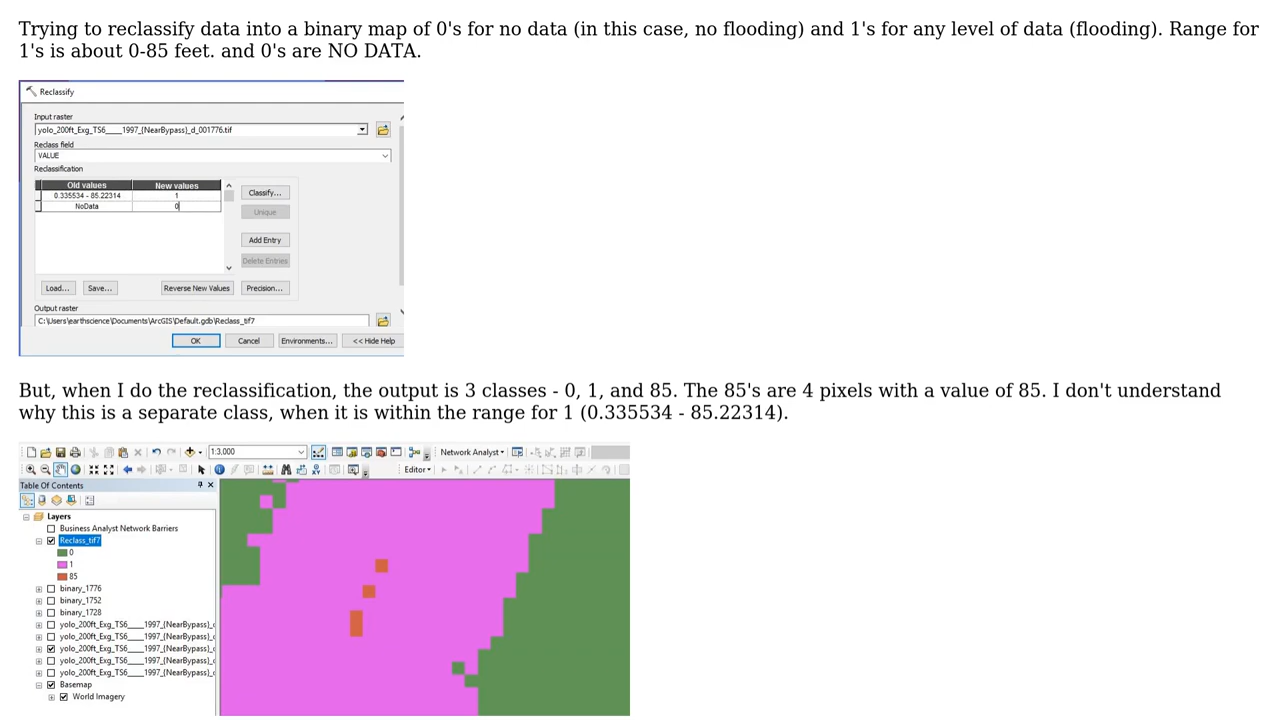 Trying to reclassify data into a binary map of 0's for no data (in this case, no flooding) and 1's for any level of data (flooding). Range for
1's is about 0-85 feet. and 0's are NO DATA.
Reclassify
Input raster
yolo_200ft_Exg_TS6____1997_(NearBypass)_d_001776.tif
Reclass field
VALUE
Reclassification
Old values New values
0.335534 - 85.22314 1
NoData 0
Classify...
Unique
Add Entry
Delete Entries
Load... Save... Reverse New Values Precision...
Output raster
C:\Users\earthscience\Documents\ArcGIS\Default.gdb\Reclass_tif7
OK Cancel Environments... << Hide Help
But, when I do the reclassification, the output is 3 classes - 0, 1, and 85. The 85's are 4 pixels with a value of 85. I don't understand
why this is a separate class, when it is within the range for 1 (0.335534 - 85.22314).
1:3,000 Network Analyst
Editor
Table Of Contents
Layers
Business Analyst Network Barriers
Reclass_tif7
0
1
85
binary_1776
binary_1752
binary_1728
yolo_200ft_Exg_TS6____1997_(NearBypass)_
yolo_200ft_Exg_TS6____1997_(NearBypass)_
yolo_200ft_Exg_TS6____1997_(NearBypass)_
yolo_200ft_Exg_TS6____1997_(NearBypass)_
yolo_200ft_Exg_TS6____1997_(NearBypass)_
Basemap
World Imagery